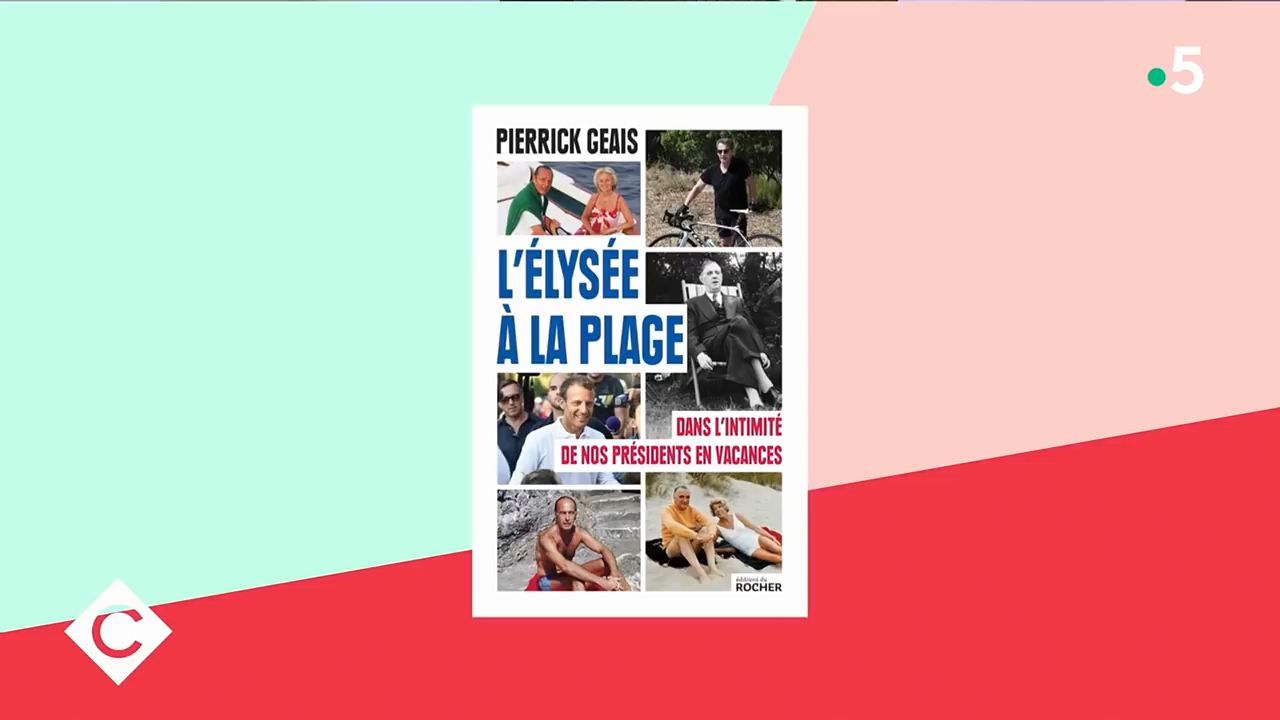 5
PIERRICK GEAIS
L'ÉLYSÉE
À LA PLAGE
DANS L'INTIMITÉ
DE NOS PRÉSIDENTS EN VACANCES
éditions du
ROCHER
C